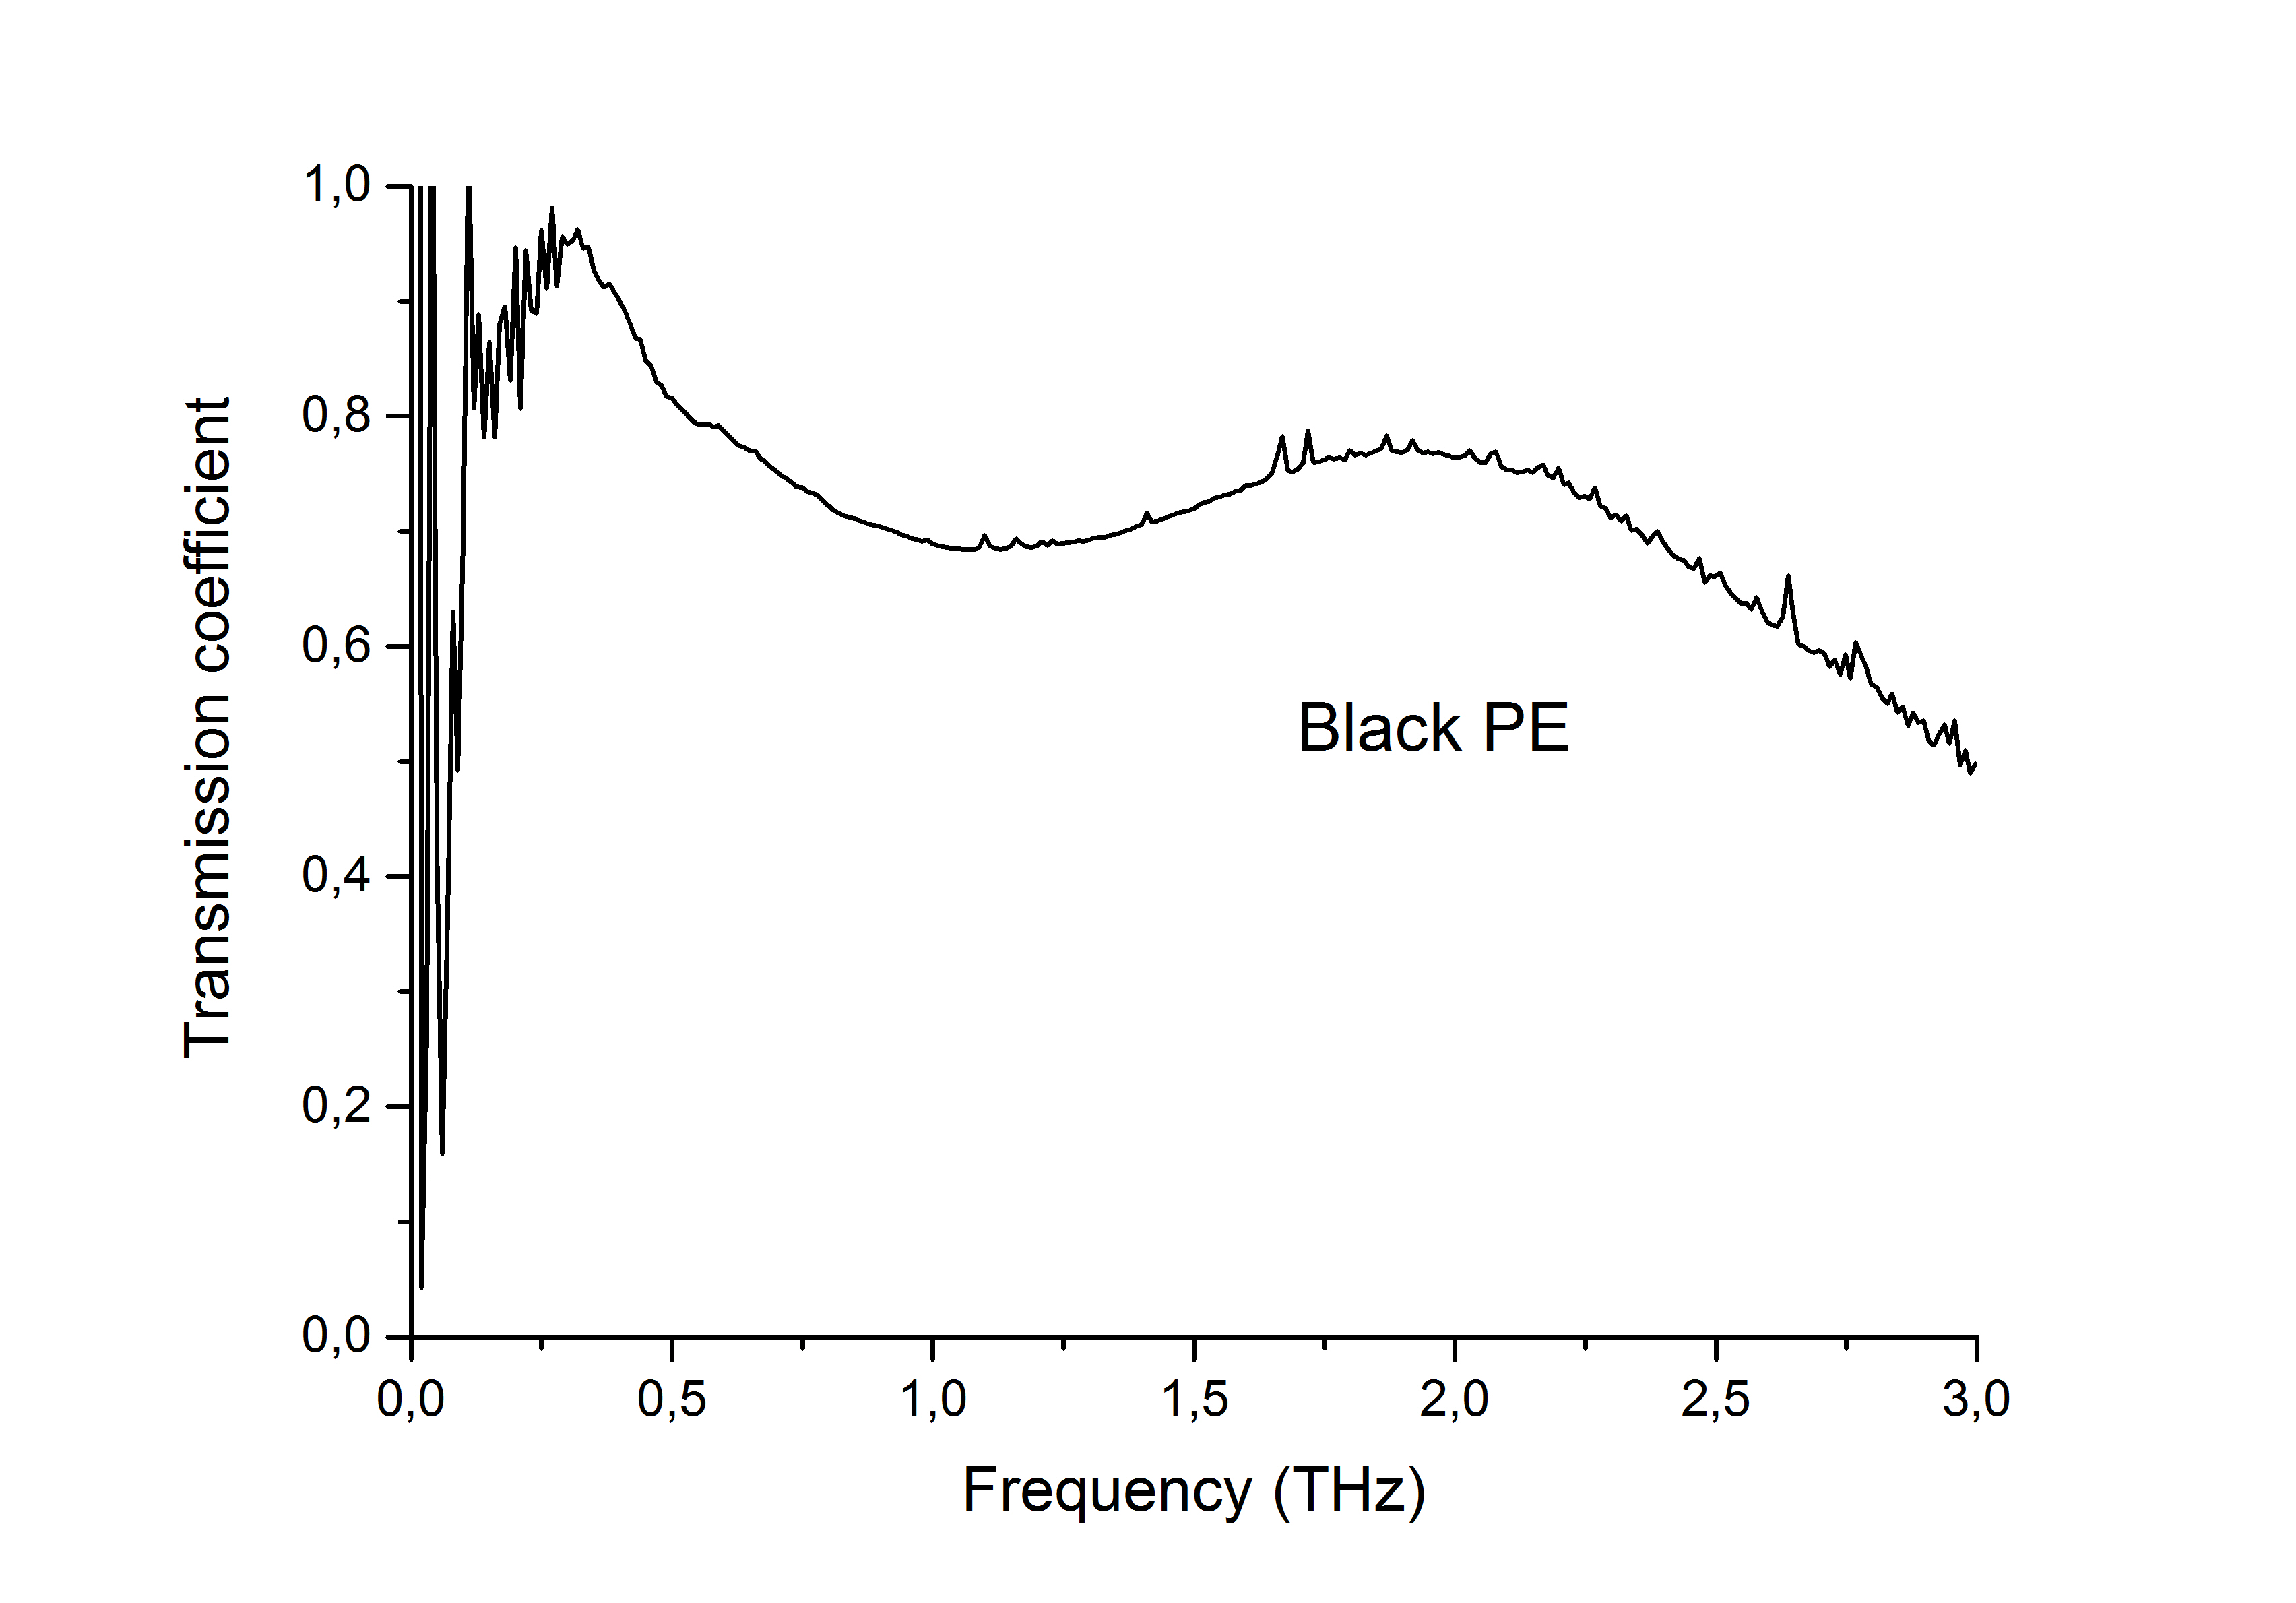 Transmission coefficient
1,0
0,8
0,6
0,4
0,2
0,0
Black PE
0,0 0,5 1,0 1,5 2,0 2,5 3,0
Frequency (THz)